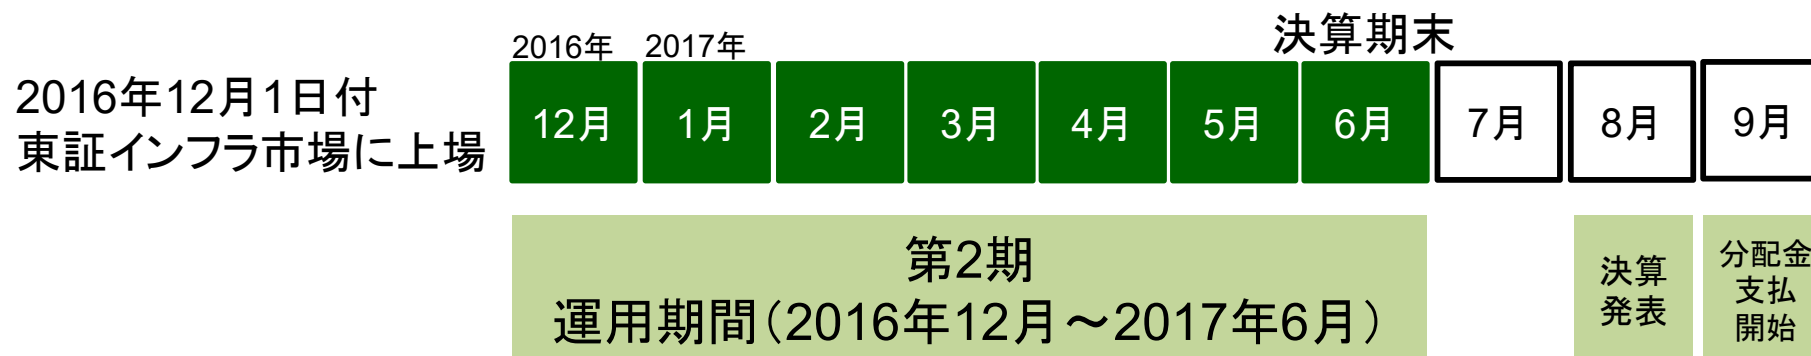 2016年 2017年 決算期末
2016年12月1日付
東証インフラ市場に上場
12月 1月 2月 3月 4月 5月 6月 7月 8月 9月
第2期
運用期間(2016年12月～2017年6月)
決算
発表
分配金
支払
開始